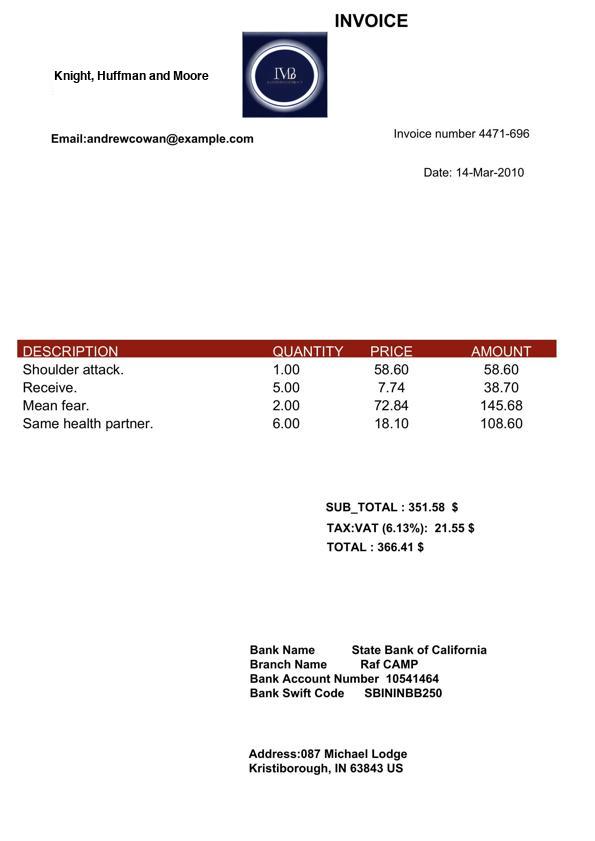 INVOICE
Knight, Huffman and Moore
Email:andrewcowan@example.com
Invoice number 4471-696
Date: 14-Mar-2010
DESCRIPTION QUANTITY PRICE AMOUNT
Shoulder attack. 1.00 58.60 58.60
Receive. 5.00 7.74 38.70
Mean fear. 2.00 72.84 145.68
Same health partner. 6.00 18.10 108.60
SUB_TOTAL : 351.58 $
TAX:VAT (6.13%): 21.55 $
TOTAL : 366.41 $
Bank Name State Bank of California
Branch Name Raf CAMP
Bank Account Number 10541464
Bank Swift Code SBININBB250
Address:087 Michael Lodge
Kristiborough, IN 63843 US